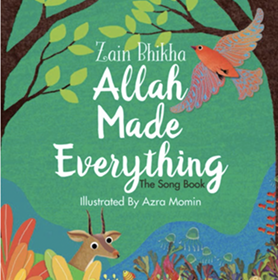 Zain Bhikha
Allah
Made
Everything
The Song Book
Illustrated By Azra Momin